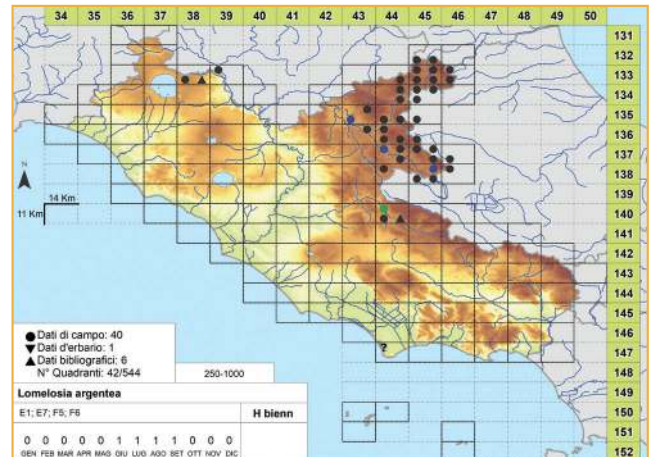 34 35 36 37 38 39 40 41 42 43 44 45 46 47 48 49 50
131
132
133
134
135
136
137
138
139
140
141
142
143
144
145
146
147
149
150
151
152
N
14 Km
11 Km
?
Dati di campo: 40
Dati d'erbario: 1
Dati bibliografici: 6
N° Quadranti: 42/544
250-1000
Lomelosia argentea
E1; E7; F5; F6
H bienn
0 0 0 0 0 1 1 1 1 0 0 0
GEN FEB MAR APR MAG GIU LUG AGO SET OTT NOV DIC